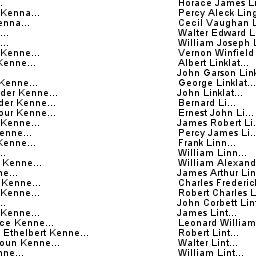 Kenna...
enna...
Kenne...
Kenne...
Kenne...
der Kenne...
der Kenne...
our Kenne...
Kenne...
enne...
Kenne...
Kenne...
ne...
Kenne...
Kenne...
Kenne...
ce Kenne...
Ethelbert Kenne...
oun Kenne...
nne...
Horace James Li
Percy Aleck Ling
Cecil Vaughan L
Walter Edward L
William Joseph L
Vernon Winfield
Albert Linklat...
John Garson Link
George Linklat...
John Linklat...
Bernard Li...
Ernest John Li...
James Robert Li...
Percy James Li...
Frank Linn...
William Linn...
William Alexand
James Arthur Lin
Charles Frederic
Robert Charles L
John Corbett Lint
James Lint...
Leonard William
Robert Lint...
Walter Lint...
William Lint...